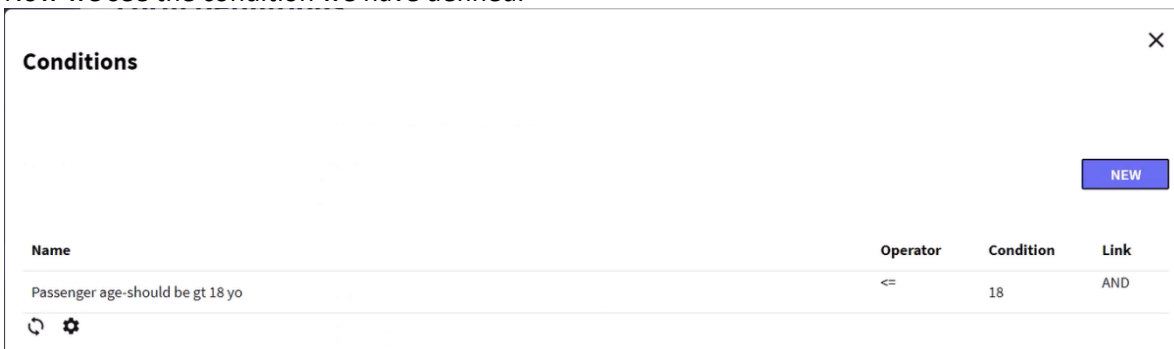 Conditions
NEW
Name Operator Condition Link
Passenger age-should be gt 18 yo <= 18 AND